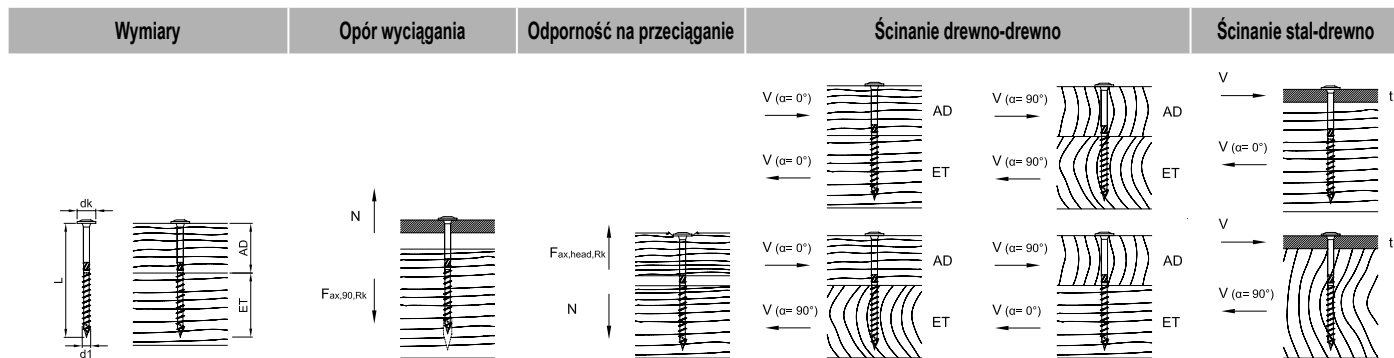 Wymiary
Opór wyciągania
Odporność na przeciąganie
Ścinanie drewno-drewno
Ścinanie stal-drewno
dk
L
d1
AD
ET
N
Fax,90,Rk
Fax,head,Rk
N
V (α= 0°)
AD
V (α= 0°)
ET
V (α= 90°)
AD
V (α= 90°)
ET
V (α= 0°)
AD
V (α= 90°)
ET
V (α= 90°)
AD
V (α= 0°)
ET
V
t
V (α= 0°)
V
t
V (α= 90°)